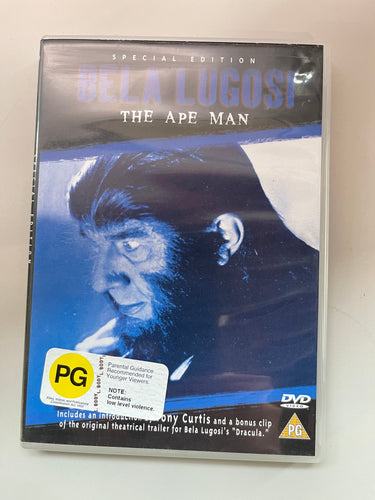 SPECIAL EDITION
BELA LUGOSI
THE APE MAN
PG
Parental Guidance
Recommended for
Younger Viewers.
NOTE:
Contains
low level violence.
DVD
VIDEO
PG
Includes an introduction Tony Curtis and a bonus clip
of the original theatrical trailer for Bela Lugosi's "Dracula."